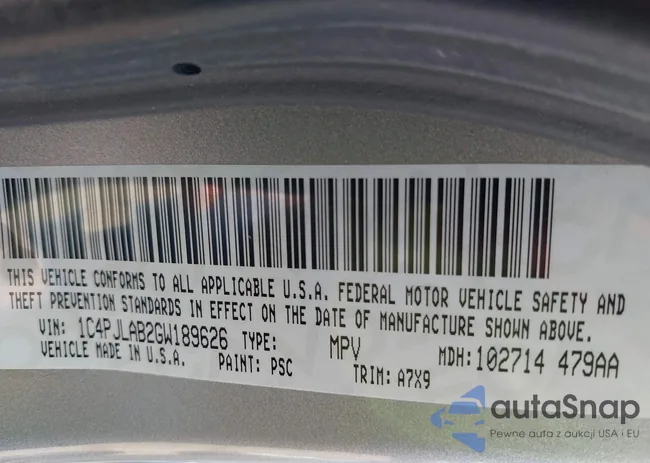 THIS VEHICLE CONFORMS TO ALL APPLICABLE U.S.A. FEDERAL MOTOR VEHICLE SAFETY AND
THEFT PREVENTION STANDARDS IN EFFECT ON THE DATE OF MANUFACTURE SHOWN ABOVE.
VIN: 1C4PJLAB2GW189626 TYPE: MPV MDH:102714 479AA
VEHICLE MADE IN U.S.A. PAINT: PSC TRIM: A7X9
autaSnap
Pewne auta z aukcji USA i EU